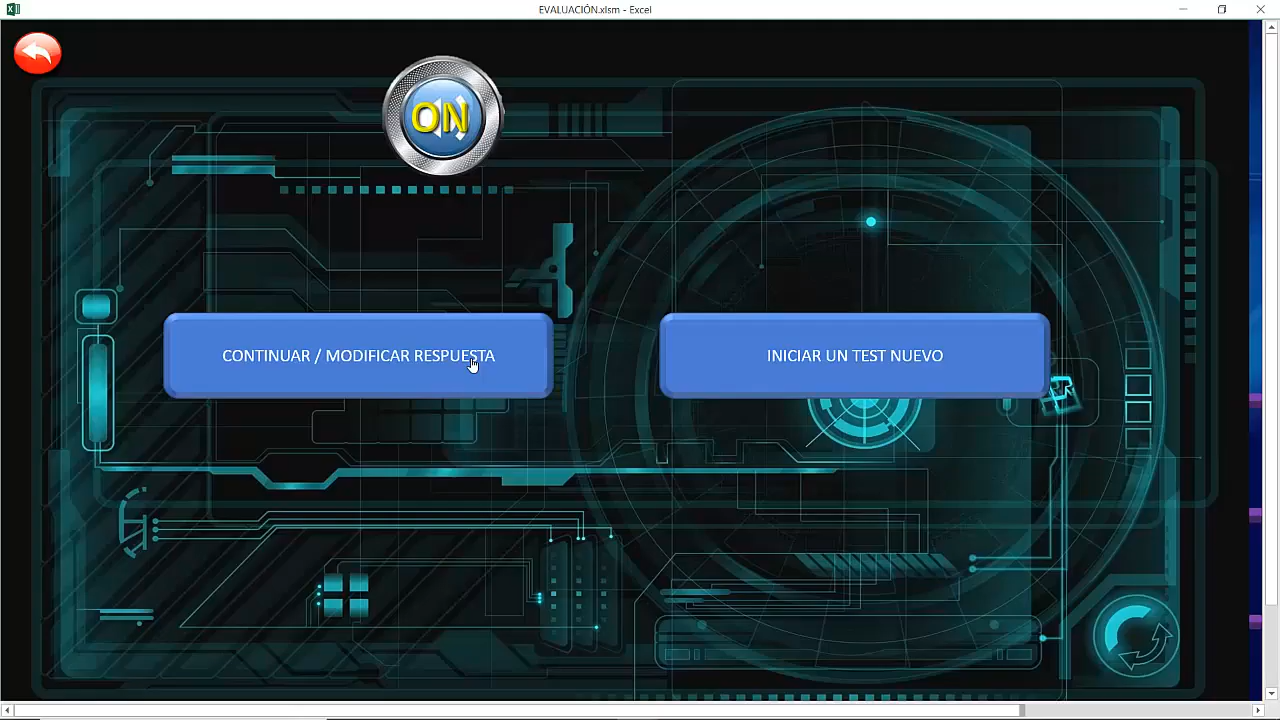 EVALUACIÓN.xlsm - Excel
ON
CONTINUAR / MODIFICAR RESPUESTA
INICIAR UN TEST NUEVO